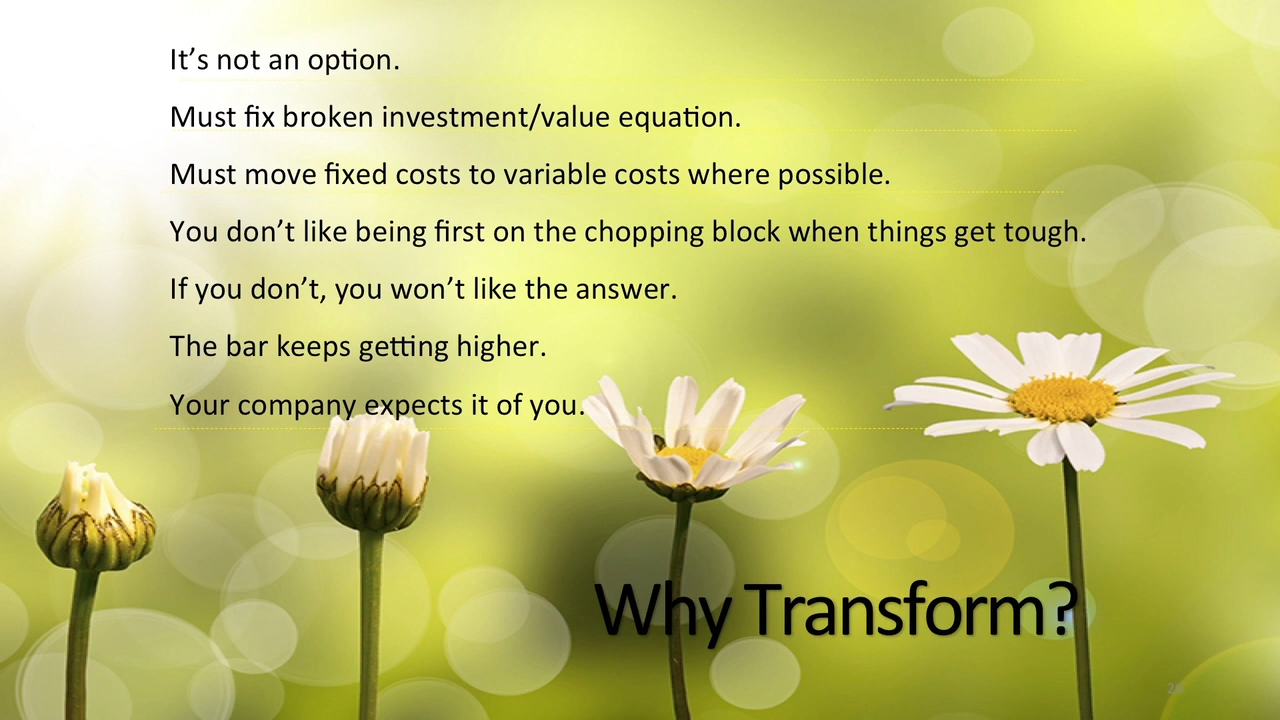 It’s not an option.
Must fix broken investment/value equation.
Must move fixed costs to variable costs where possible.
You don’t like being first on the chopping block when things get tough.
If you don’t, you won’t like the answer.
The bar keeps getting higher.
Your company expects it of you.
Why Transform?